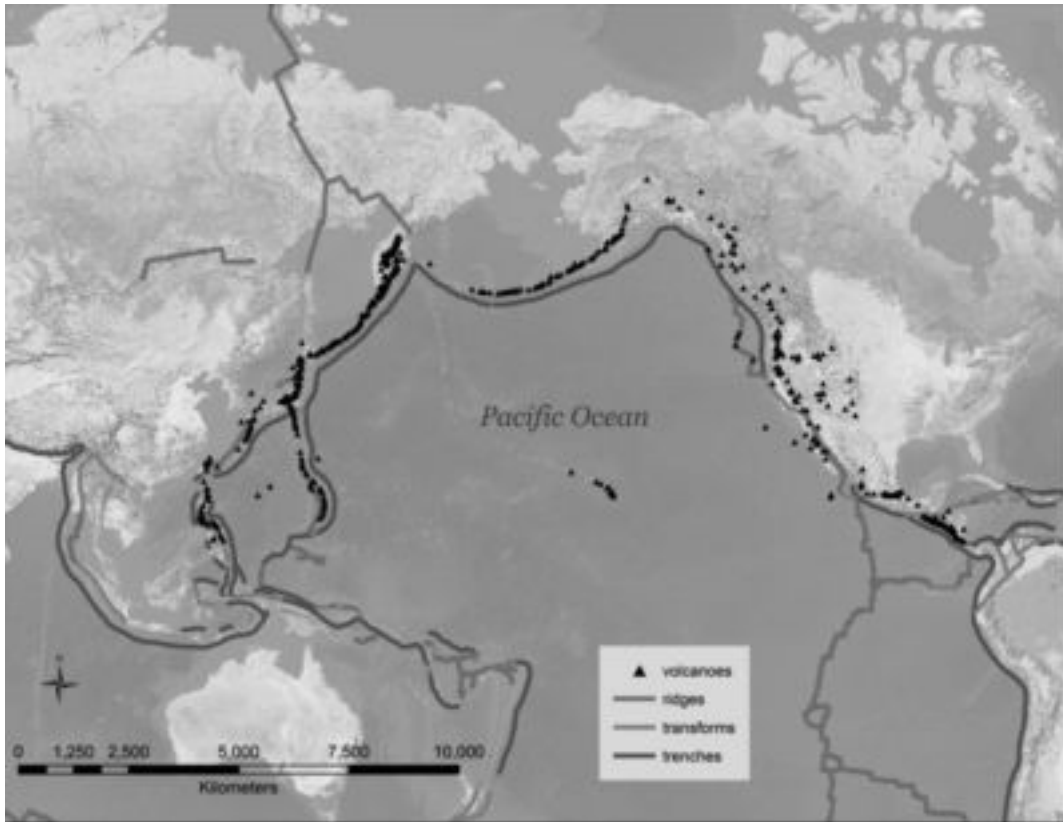 Pacific Ocean
volcanoes
ridges
transforms
trenches
0 1,250 2,500 5,000 7,500 10,000
Kilometers